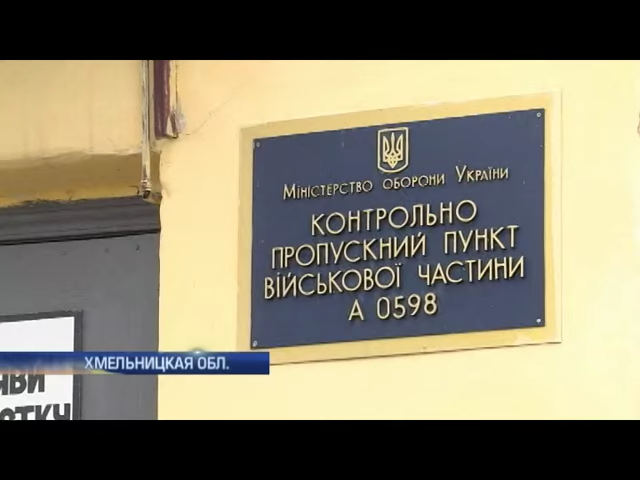 Міністерство оборони України
КОНТРОЛЬНО
ПРОПУСКНИЙ ПУНКТ
ВІЙСЬКОВОЇ ЧАСТИНИ
А 0598
ХМЕЛЬНИЦКАЯ ОБЛ.